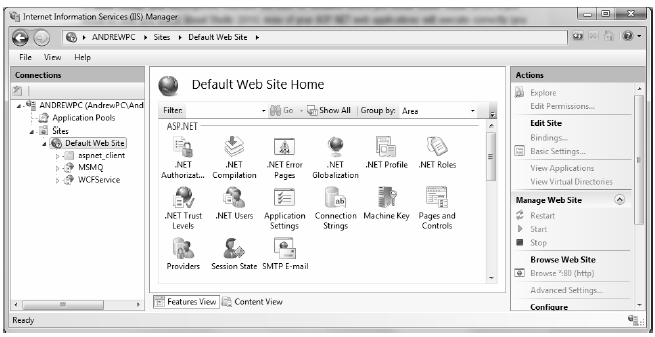 Internet Information Services (IIS) Manager
ANDREWPC ▸ Sites ▸ Default Web Site ▸
File View Help
Connections
ANDREWPC (AndrewPC\And
Application Pools
Sites
Default Web Site
aspnet_client
MSMQ
WCFService
Default Web Site Home
Filter: Go Show All Group by: Area
ASP.NET
.NET Authorizat...
.NET Compilation
.NET Error Pages
.NET Globalization
.NET Profile
.NET Roles
.NET Trust Levels
.NET Users
Application Settings
Connection Strings
Machine Key
Pages and Controls
Providers
Session State
SMTP E-mail
Features View
Content View
Actions
Explore
Edit Permissions...
Edit Site
Bindings...
Basic Settings...
View Applications
View Virtual Directories
Manage Web Site
Restart
Start
Stop
Browse Web Site
Browse *:80 (http)
Advanced Settings...
Configure
Ready